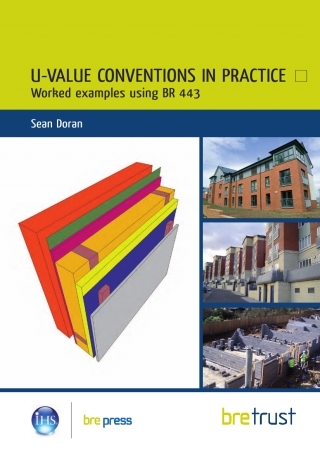 U-VALUE CONVENTIONS IN PRACTICE
Worked examples using BR 443
Sean Doran
ihs
bre press
bretrust